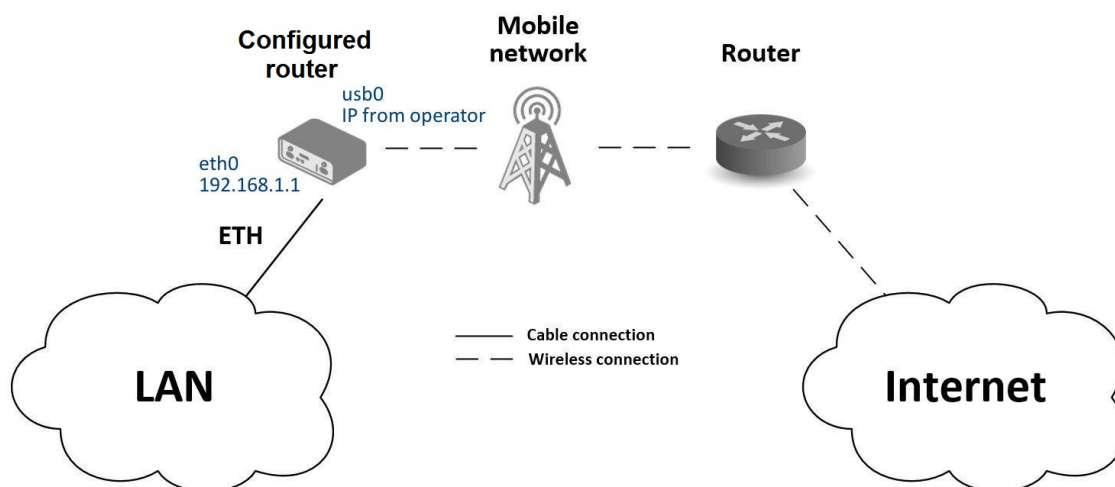 Configured
router
usb0
IP from operator
eth0
192.168.1.1
ETH
LAN
Mobile
network
Router
Cable connection
Wireless connection
Internet